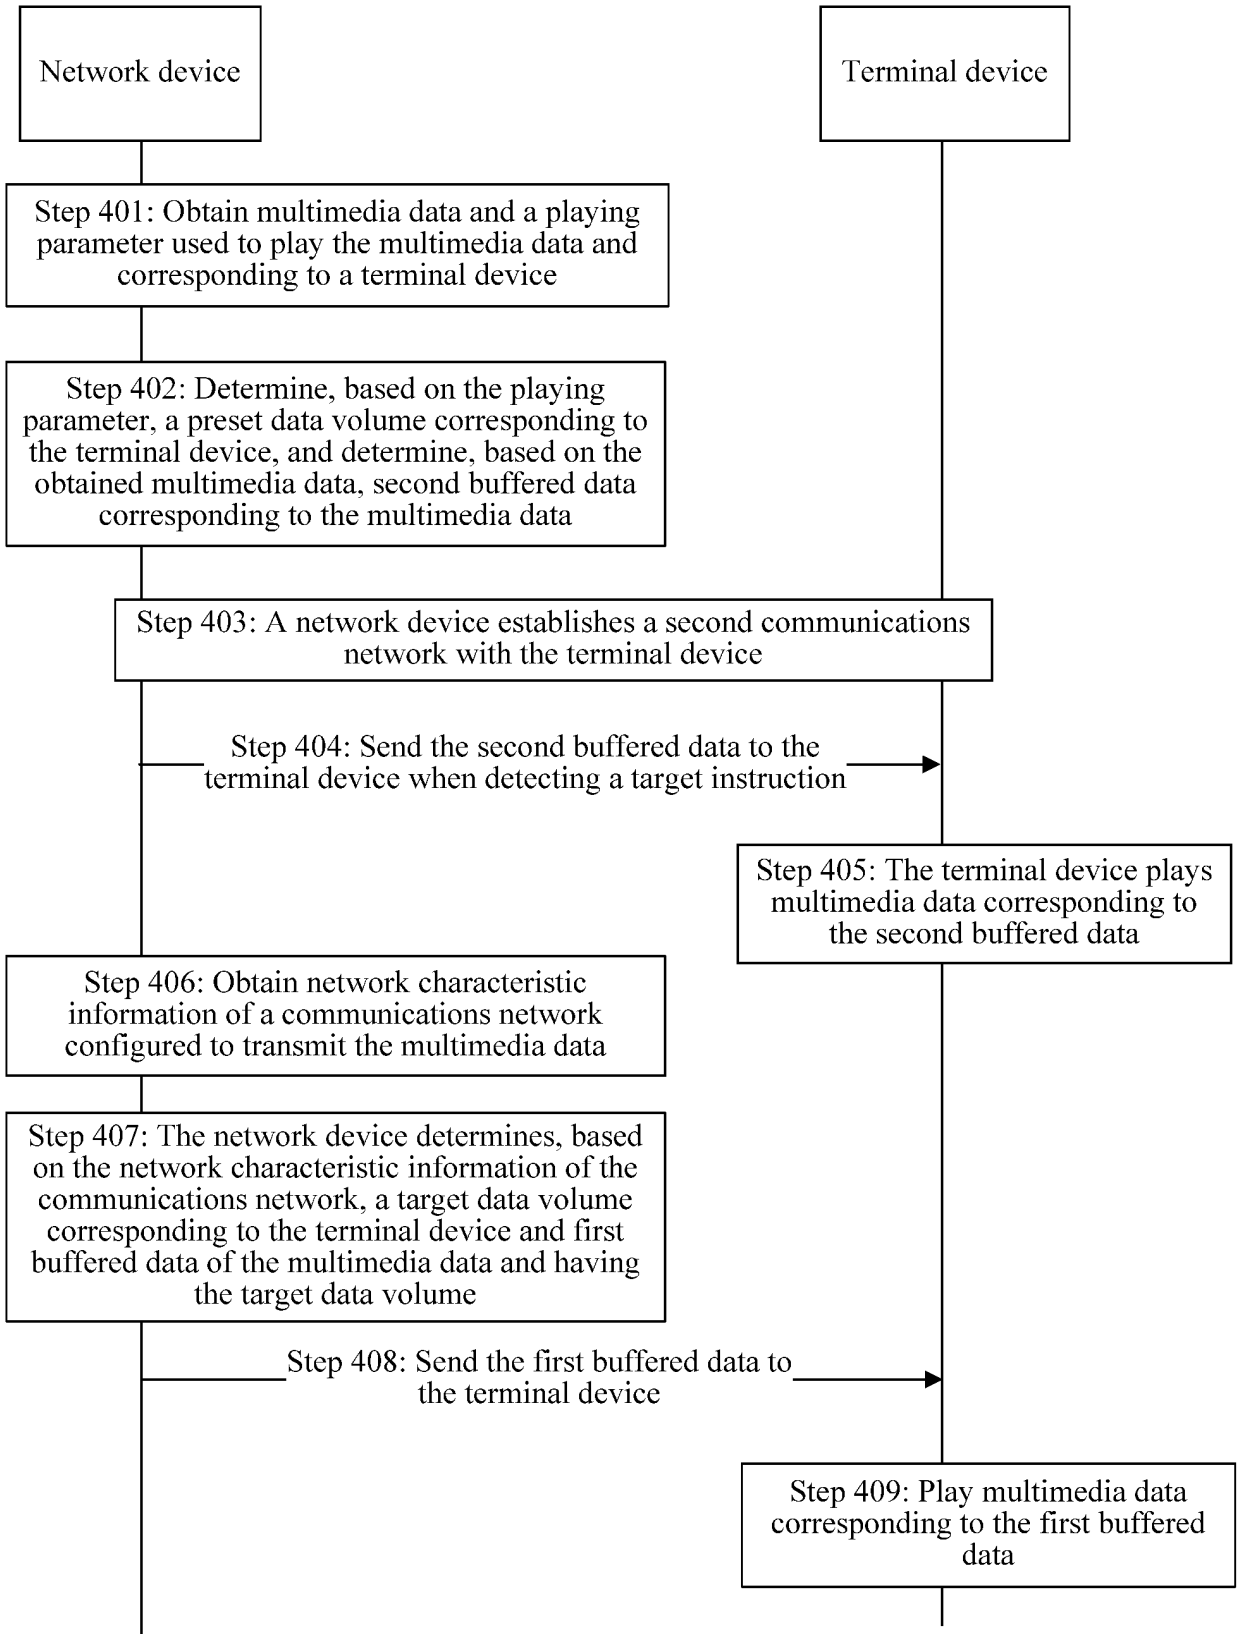 Network device
Terminal device
Step 401: Obtain multimedia data and a playing
parameter used to play the multimedia data and
corresponding to a terminal device
Step 402: Determine, based on the playing
parameter, a preset data volume corresponding to
the terminal device, and determine, based on the
obtained multimedia data, second buffered data
corresponding to the multimedia data
Step 403: A network device establishes a second communications
network with the terminal device
Step 404: Send the second buffered data to the
terminal device when detecting a target instruction
Step 405: The terminal device plays
multimedia data corresponding to
the second buffered data
Step 406: Obtain network characteristic
information of a communications network
configured to transmit the multimedia data
Step 407: The network device determines, based
on the network characteristic information of the
communications network, a target data volume
corresponding to the terminal device and first
buffered data of the multimedia data and having
the target data volume
Step 408: Send the first buffered data to
the terminal device
Step 409: Play multimedia data
corresponding to the first buffered
data